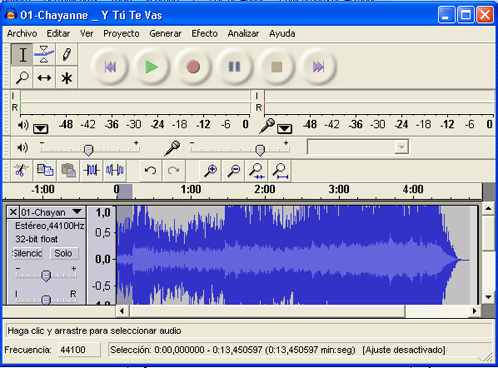 01-Chayanne _ Y Tú Te Vas
Archivo Editar Ver Proyecto Generar Efecto Analizar Ayuda
I I
R R
-48 -42 -36 -30 -24 -18 -12 -6 0 -48 -42 -36 -30 -24 -18 -12 -6 0
- + - +
-1:00 0 1:00 2:00 3:00 4:00
01-Chayan 1,0
Estéreo,44100Hz
32-bit float 0,5
Silencic Solo
- + 0,0
I R -0,5
Haga clic y arrastre para seleccionar audio
Frecuencia: 44100 Selección: 0:00,000000 - 0:13,450597 (0:13,450597 min:seg) [Ajuste desactivado]